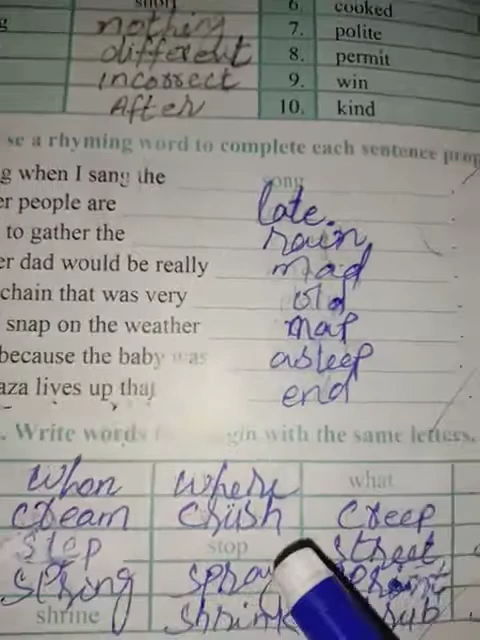 short 6. cooked
nothing 7. polite
different 8. permit
incorrect 9. win
After 10. kind
se a rhyming word to complete each sentence prop
g when I sang the song
er people are late.
to gather the rain
er dad would be really mad
chain that was very old
snap on the weather map
because the baby was asleep
aza lives up that end
. Write words gin with the same letters.
When where what
cream crush creep
step stop street
spring spray
shrine shrink